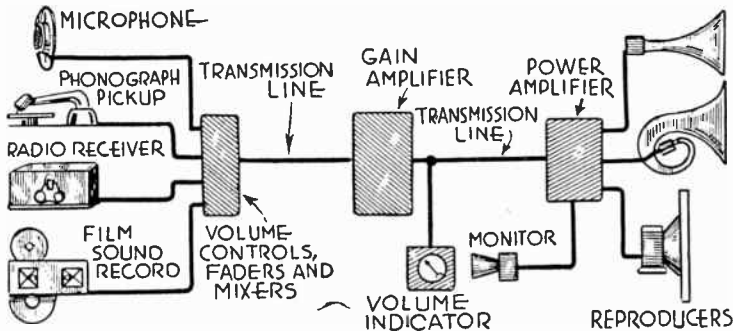 MICROPHONE
PHONOGRAPH
PICKUP
RADIO RECEIVER
FILM
SOUND
RECORD
TRANSMISSION
LINE
VOLUME
CONTROLS,
FADERS AND
MIXERS
GAIN
AMPLIFIER
TRANSMISSION
LINE
VOLUME
INDICATOR
MONITOR
POWER
AMPLIFIER
REPRODUCERS